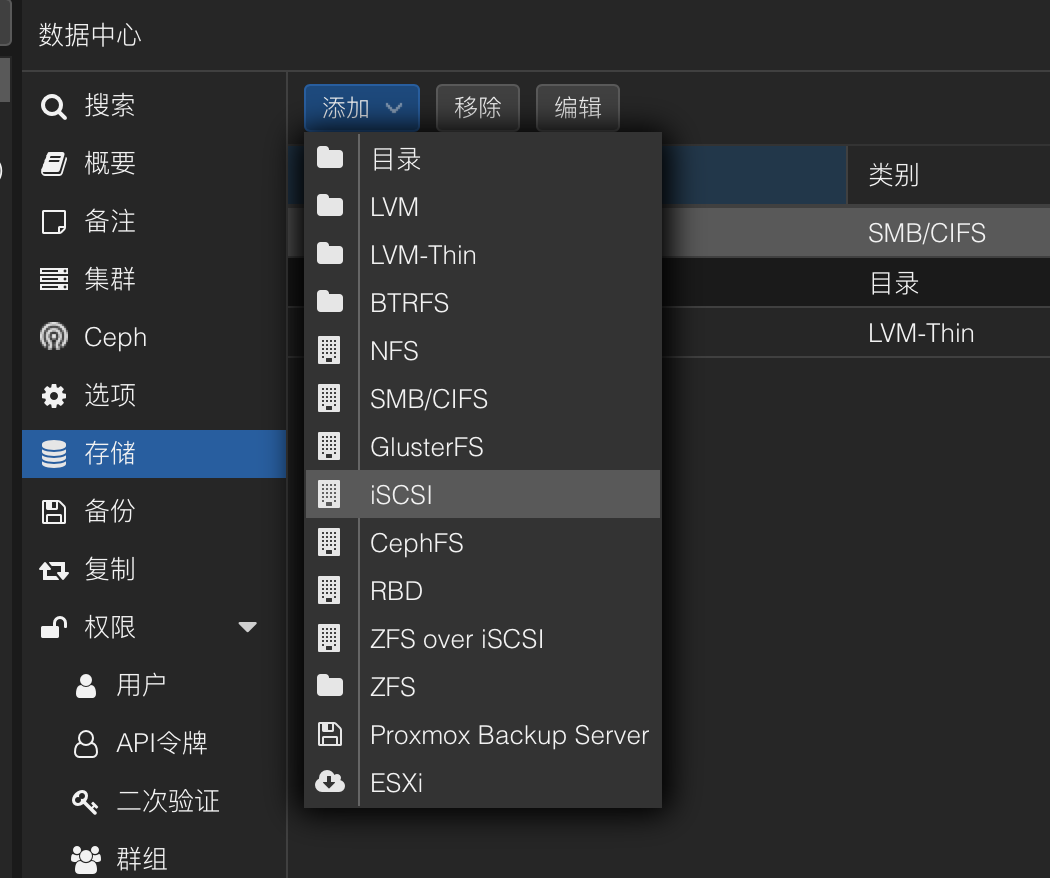 数据中心
搜索
概要
备注
集群
Ceph
选项
存储
备份
复制
权限
用户
API令牌
二次验证
群组
添加
移除
编辑
目录
LVM
LVM-Thin
BTRFS
NFS
SMB/CIFS
GlusterFS
iSCSI
CephFS
RBD
ZFS over iSCSI
ZFS
Proxmox Backup Server
ESXi
类别
SMB/CIFS
目录
LVM-Thin